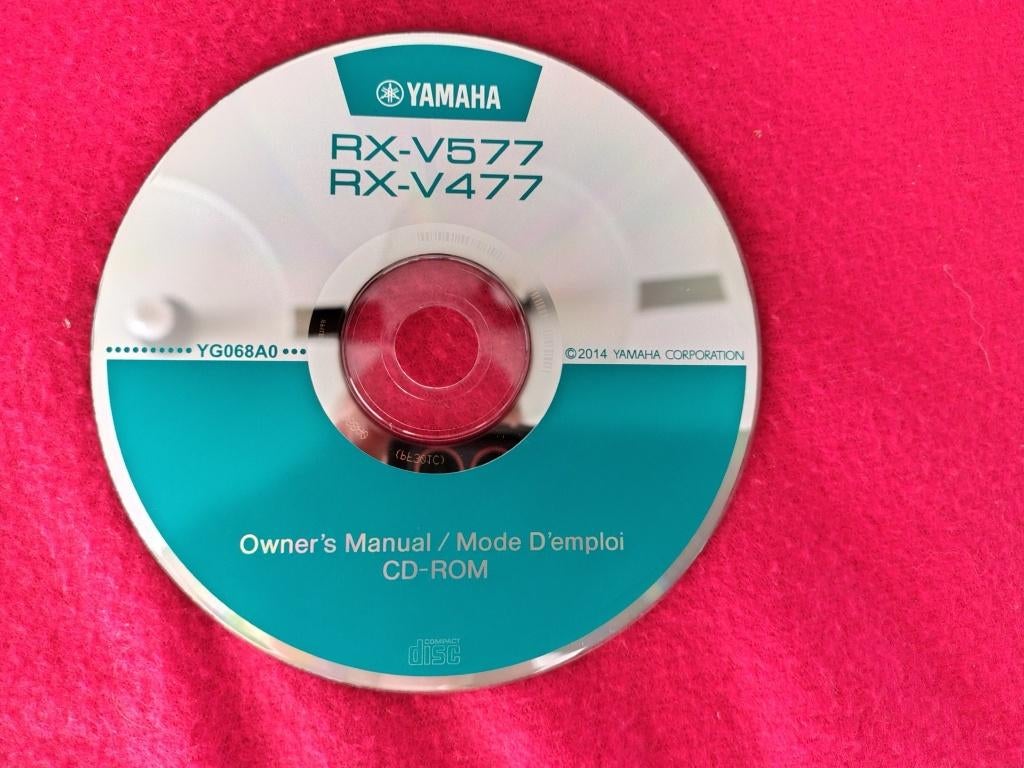 YAMAHA
RX-V577
RX-V477
•••••••••• YG068A0 •••
©2014 YAMAHA CORPORATION
Owner's Manual / Mode D'emploi
CD-ROM
COMPACT
disc